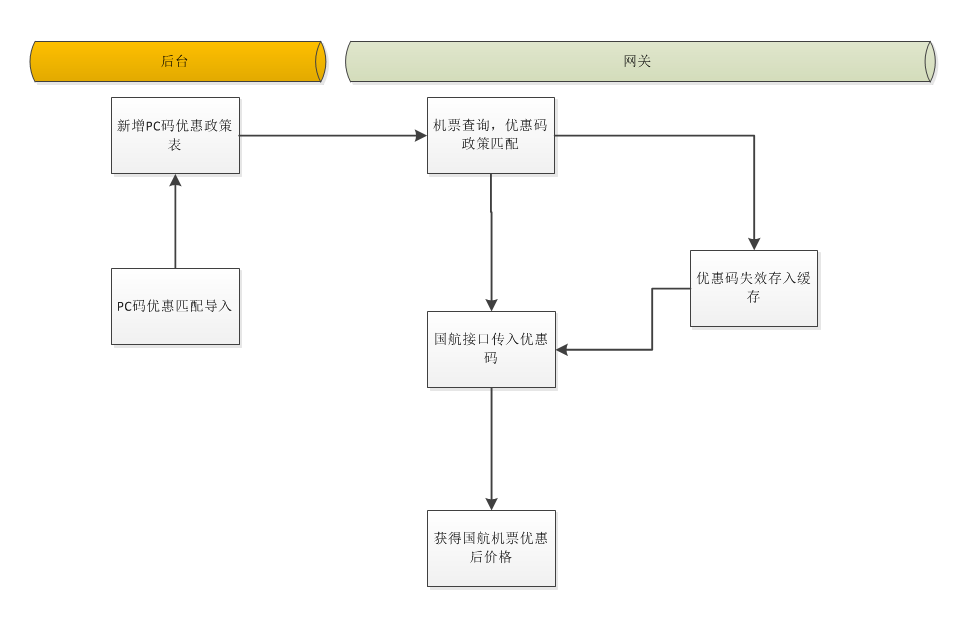 后台
网关
新增PC码优惠政策
表
机票查询，优惠码
政策匹配
PC码优惠匹配导入
优惠码失效存入缓
存
国航接口传入优惠
码
获得国航机票优惠
后价格